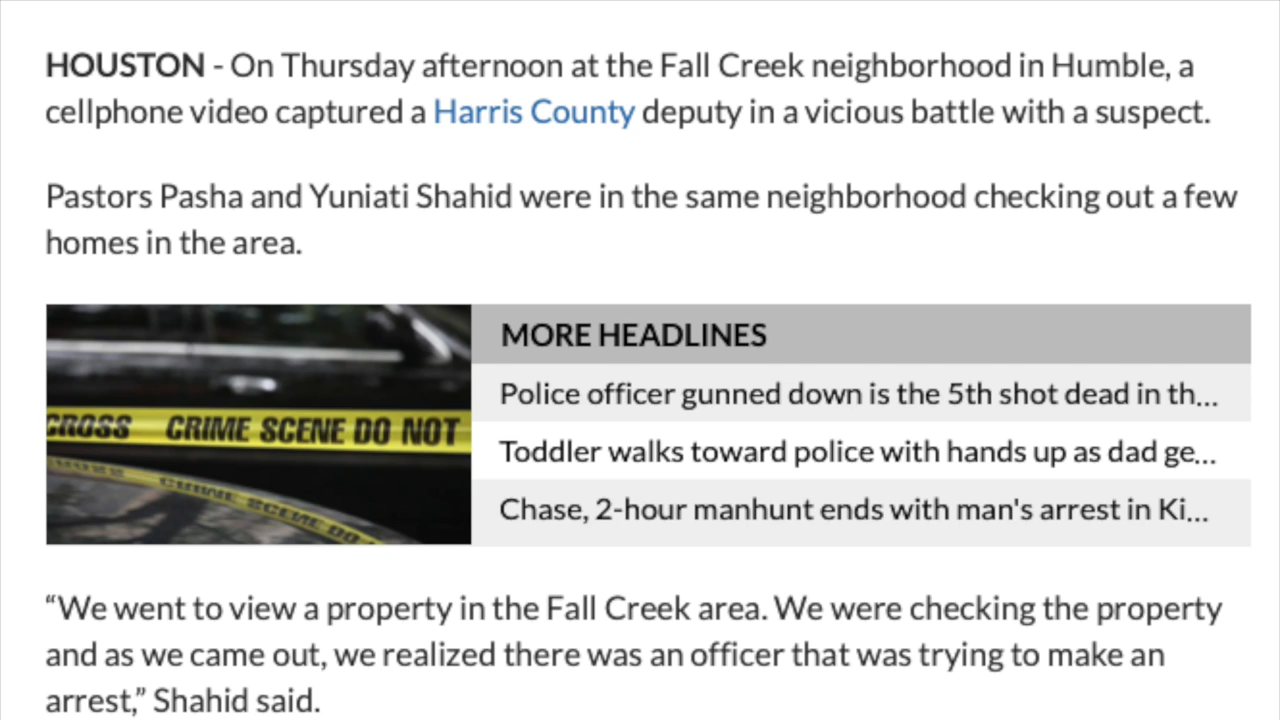 HOUSTON - On Thursday afternoon at the Fall Creek neighborhood in Humble, a
cellphone video captured a Harris County deputy in a vicious battle with a suspect.
Pastors Pasha and Yuniati Shahid were in the same neighborhood checking out a few
homes in the area.
CROSS CRIME SCENE DO NOT
CROSS CRIME SCENE DO
MORE HEADLINES
Police officer gunned down is the 5th shot dead in th...
Toddler walks toward police with hands up as dad ge...
Chase, 2-hour manhunt ends with man's arrest in Ki...
“We went to view a property in the Fall Creek area. We were checking the property
and as we came out, we realized there was an officer that was trying to make an
arrest,” Shahid said.